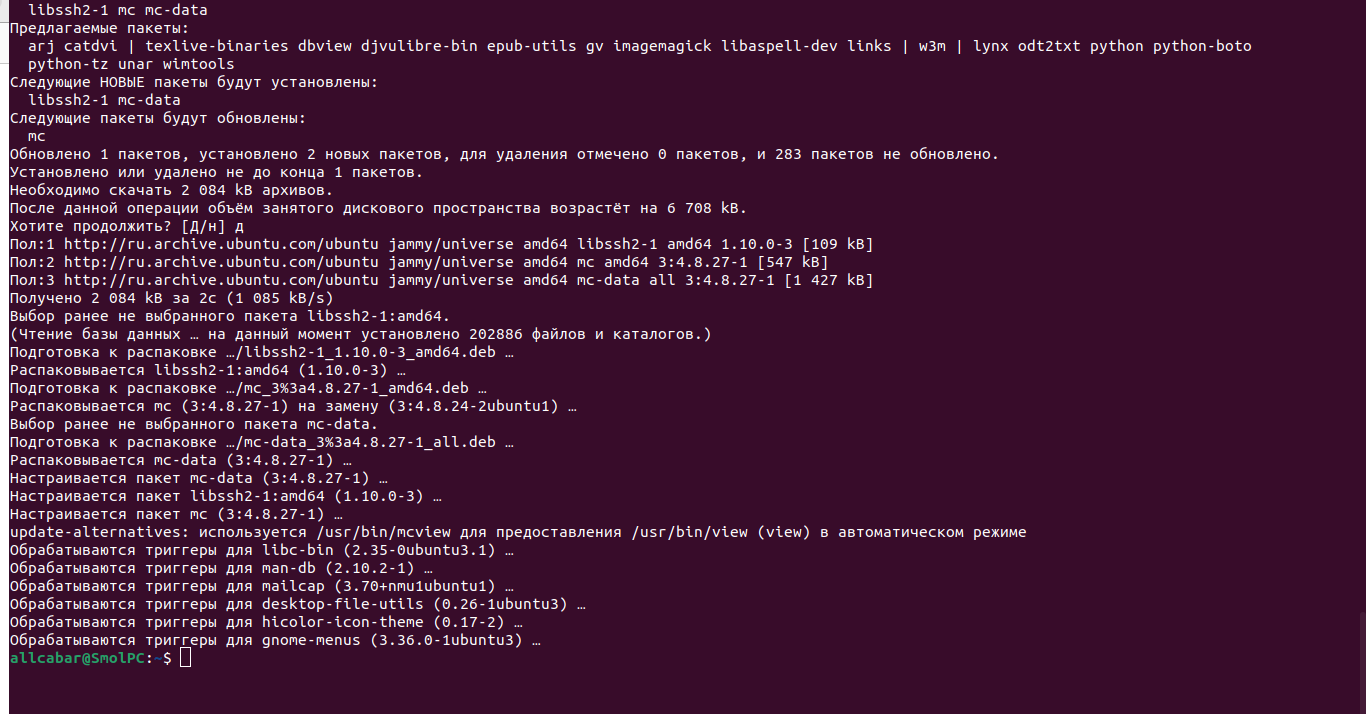 libssh2-1 mc mc-data
Предлагаемые пакеты:
arj catdvi | texlive-binaries dbview djvulibre-bin epub-utils gv imagemagick libaspell-dev links | w3m | lynx odt2txt python python-boto
python-tz unar wimtools
Следующие НОВЫЕ пакеты будут установлены:
libssh2-1 mc-data
Следующие пакеты будут обновлены:
mc
Обновлено 1 пакетов, установлено 2 новых пакетов, для удаления отмечено 0 пакетов, и 283 пакетов не обновлено.
Установлено или удалено не до конца 1 пакетов.
Необходимо скачать 2 084 kB архивов.
После данной операции объём занятого дискового пространства возрастёт на 6 708 kB.
Хотите продолжить? [Д/н] д
Пол:1 http://ru.archive.ubuntu.com/ubuntu jammy/universe amd64 libssh2-1 amd64 1.10.0-3 [109 kB]
Пол:2 http://ru.archive.ubuntu.com/ubuntu jammy/universe amd64 mc amd64 3:4.8.27-1 [547 kB]
Пол:3 http://ru.archive.ubuntu.com/ubuntu jammy/universe amd64 mc-data all 3:4.8.27-1 [1 427 kB]
Получено 2 084 kB за 2с (1 085 kB/s)
Выбор ранее не выбранного пакета libssh2-1:amd64.
(Чтение базы данных … на данный момент установлено 202886 файлов и каталогов.)
Подготовка к распаковке …/libssh2-1_1.10.0-3_amd64.deb …
Распаковывается libssh2-1:amd64 (1.10.0-3) …
Подготовка к распаковке …/mc_3%3a4.8.27-1_amd64.deb …
Распаковывается mc (3:4.8.27-1) на замену (3:4.8.24-2ubuntu1) …
Выбор ранее не выбранного пакета mc-data.
Подготовка к распаковке …/mc-data_3%3a4.8.27-1_all.deb …
Распаковывается mc-data (3:4.8.27-1) …
Настраивается пакет mc-data (3:4.8.27-1) …
Настраивается пакет libssh2-1:amd64 (1.10.0-3) …
Настраивается пакет mc (3:4.8.27-1) …
update-alternatives: используется /usr/bin/mcview для предоставления /usr/bin/view (view) в автоматическом режиме
Обрабатываются триггеры для libc-bin (2.35-0ubuntu3.1) …
Обрабатываются триггеры для man-db (2.10.2-1) …
Обрабатываются триггеры для mailcap (3.70+nmu1ubuntu1) …
Обрабатываются триггеры для desktop-file-utils (0.26-1ubuntu3) …
Обрабатываются триггеры для hicolor-icon-theme (0.17-2) …
Обрабатываются триггеры для gnome-menus (3.36.0-1ubuntu3) …
allcabar@SmolPC:~$